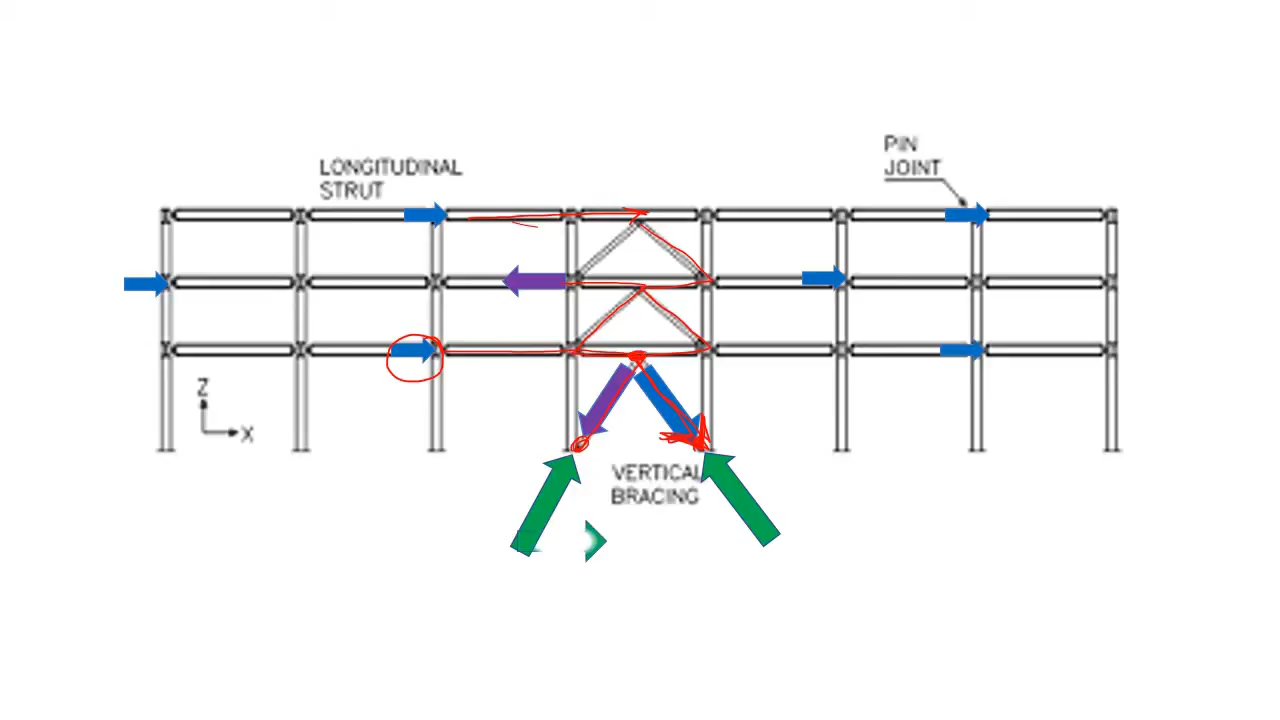 PIN
JOINT
LONGITUDINAL
STRUT
Z
X
VERTICAL
BRACING